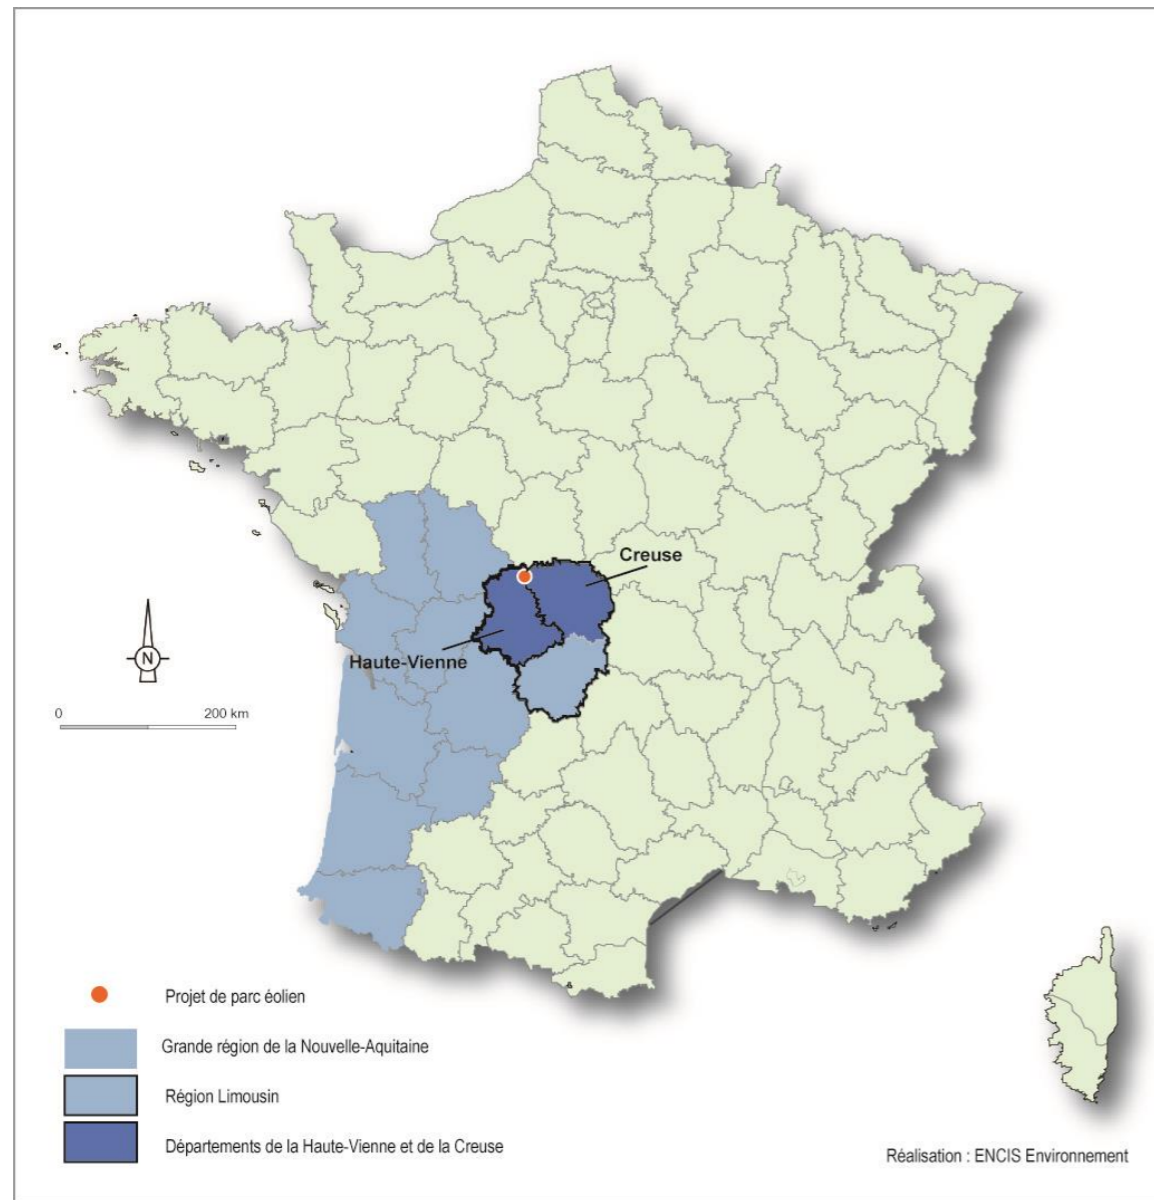 Creuse
Haute-Vienne
N
0 200 km
Projet de parc éolien
Grande région de la Nouvelle-Aquitaine
Région Limousin
Départements de la Haute-Vienne et de la Creuse
Réalisation : ENCIS Environnement